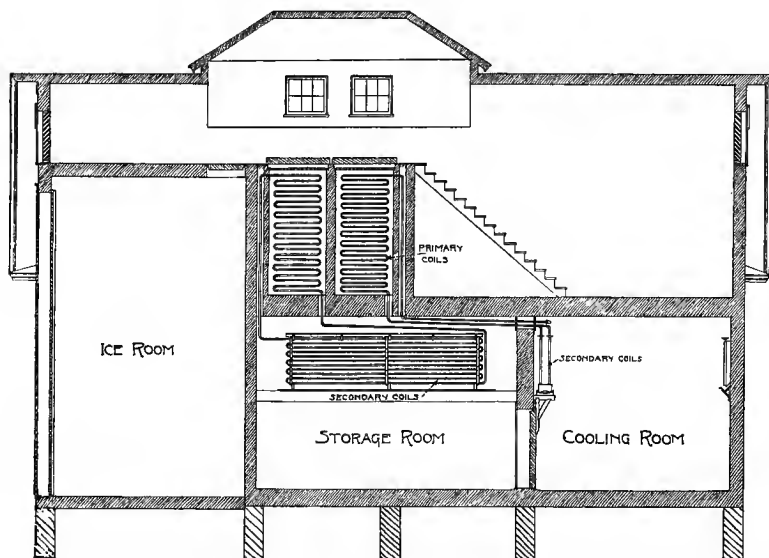 PRIMARY
COILS
ICE ROOM
SECONDARY COILS
SECONDARY COILS
STORAGE ROOM
COOLING ROOM